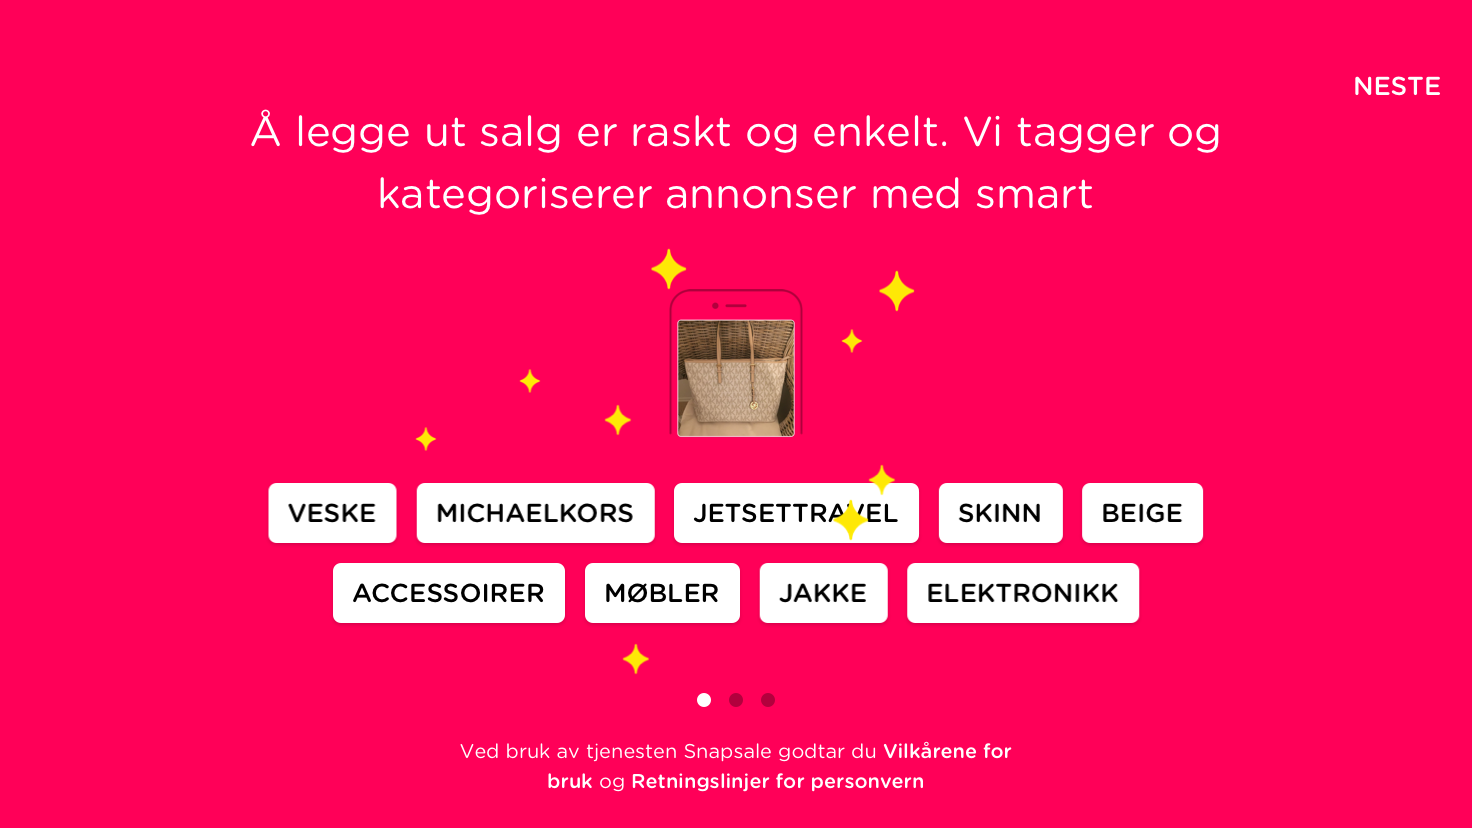 NESTE
Å legge ut salg er raskt og enkelt. Vi tagger og
kategoriserer annonser med smart
VESKE MICHAELKORS JETSETTRAVEL SKINN BEIGE
ACCESSOIRER MØBLER JAKKE ELEKTRONIKK
Ved bruk av tjenesten Snapsale godtar du Vilkårene for
bruk og Retningslinjer for personvern